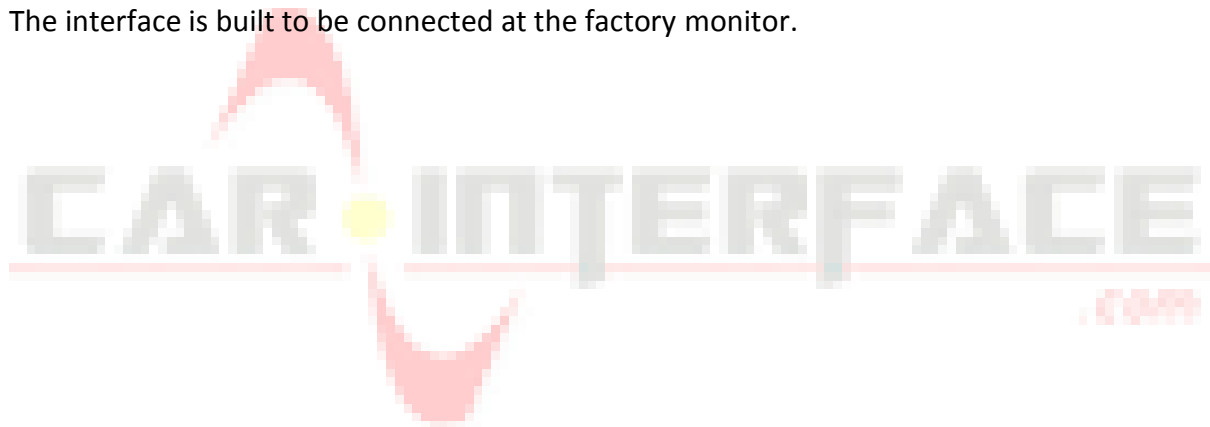 The interface is built to be connected at the factory monitor.
CAR INTERFACE
.com